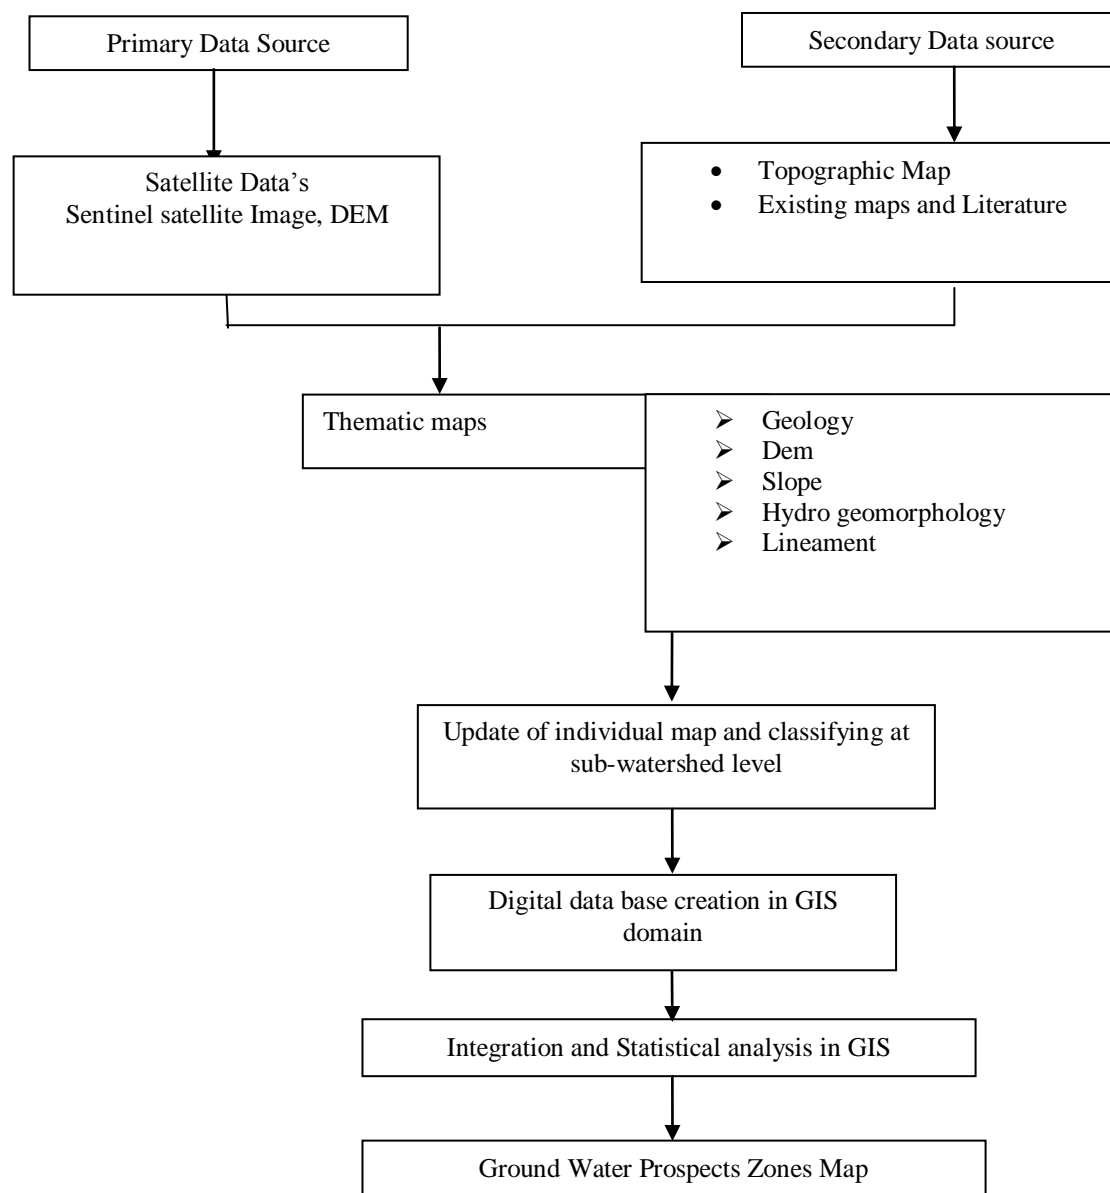 Primary Data Source
Secondary Data source
Satellite Data’s
Sentinel satellite Image, DEM
• Topographic Map
• Existing maps and Literature
Thematic maps
➢ Geology
➢ Dem
➢ Slope
➢ Hydro geomorphology
➢ Lineament
Update of individual map and classifying at
sub-watershed level
Digital data base creation in GIS
domain
Integration and Statistical analysis in GIS
Ground Water Prospects Zones Map